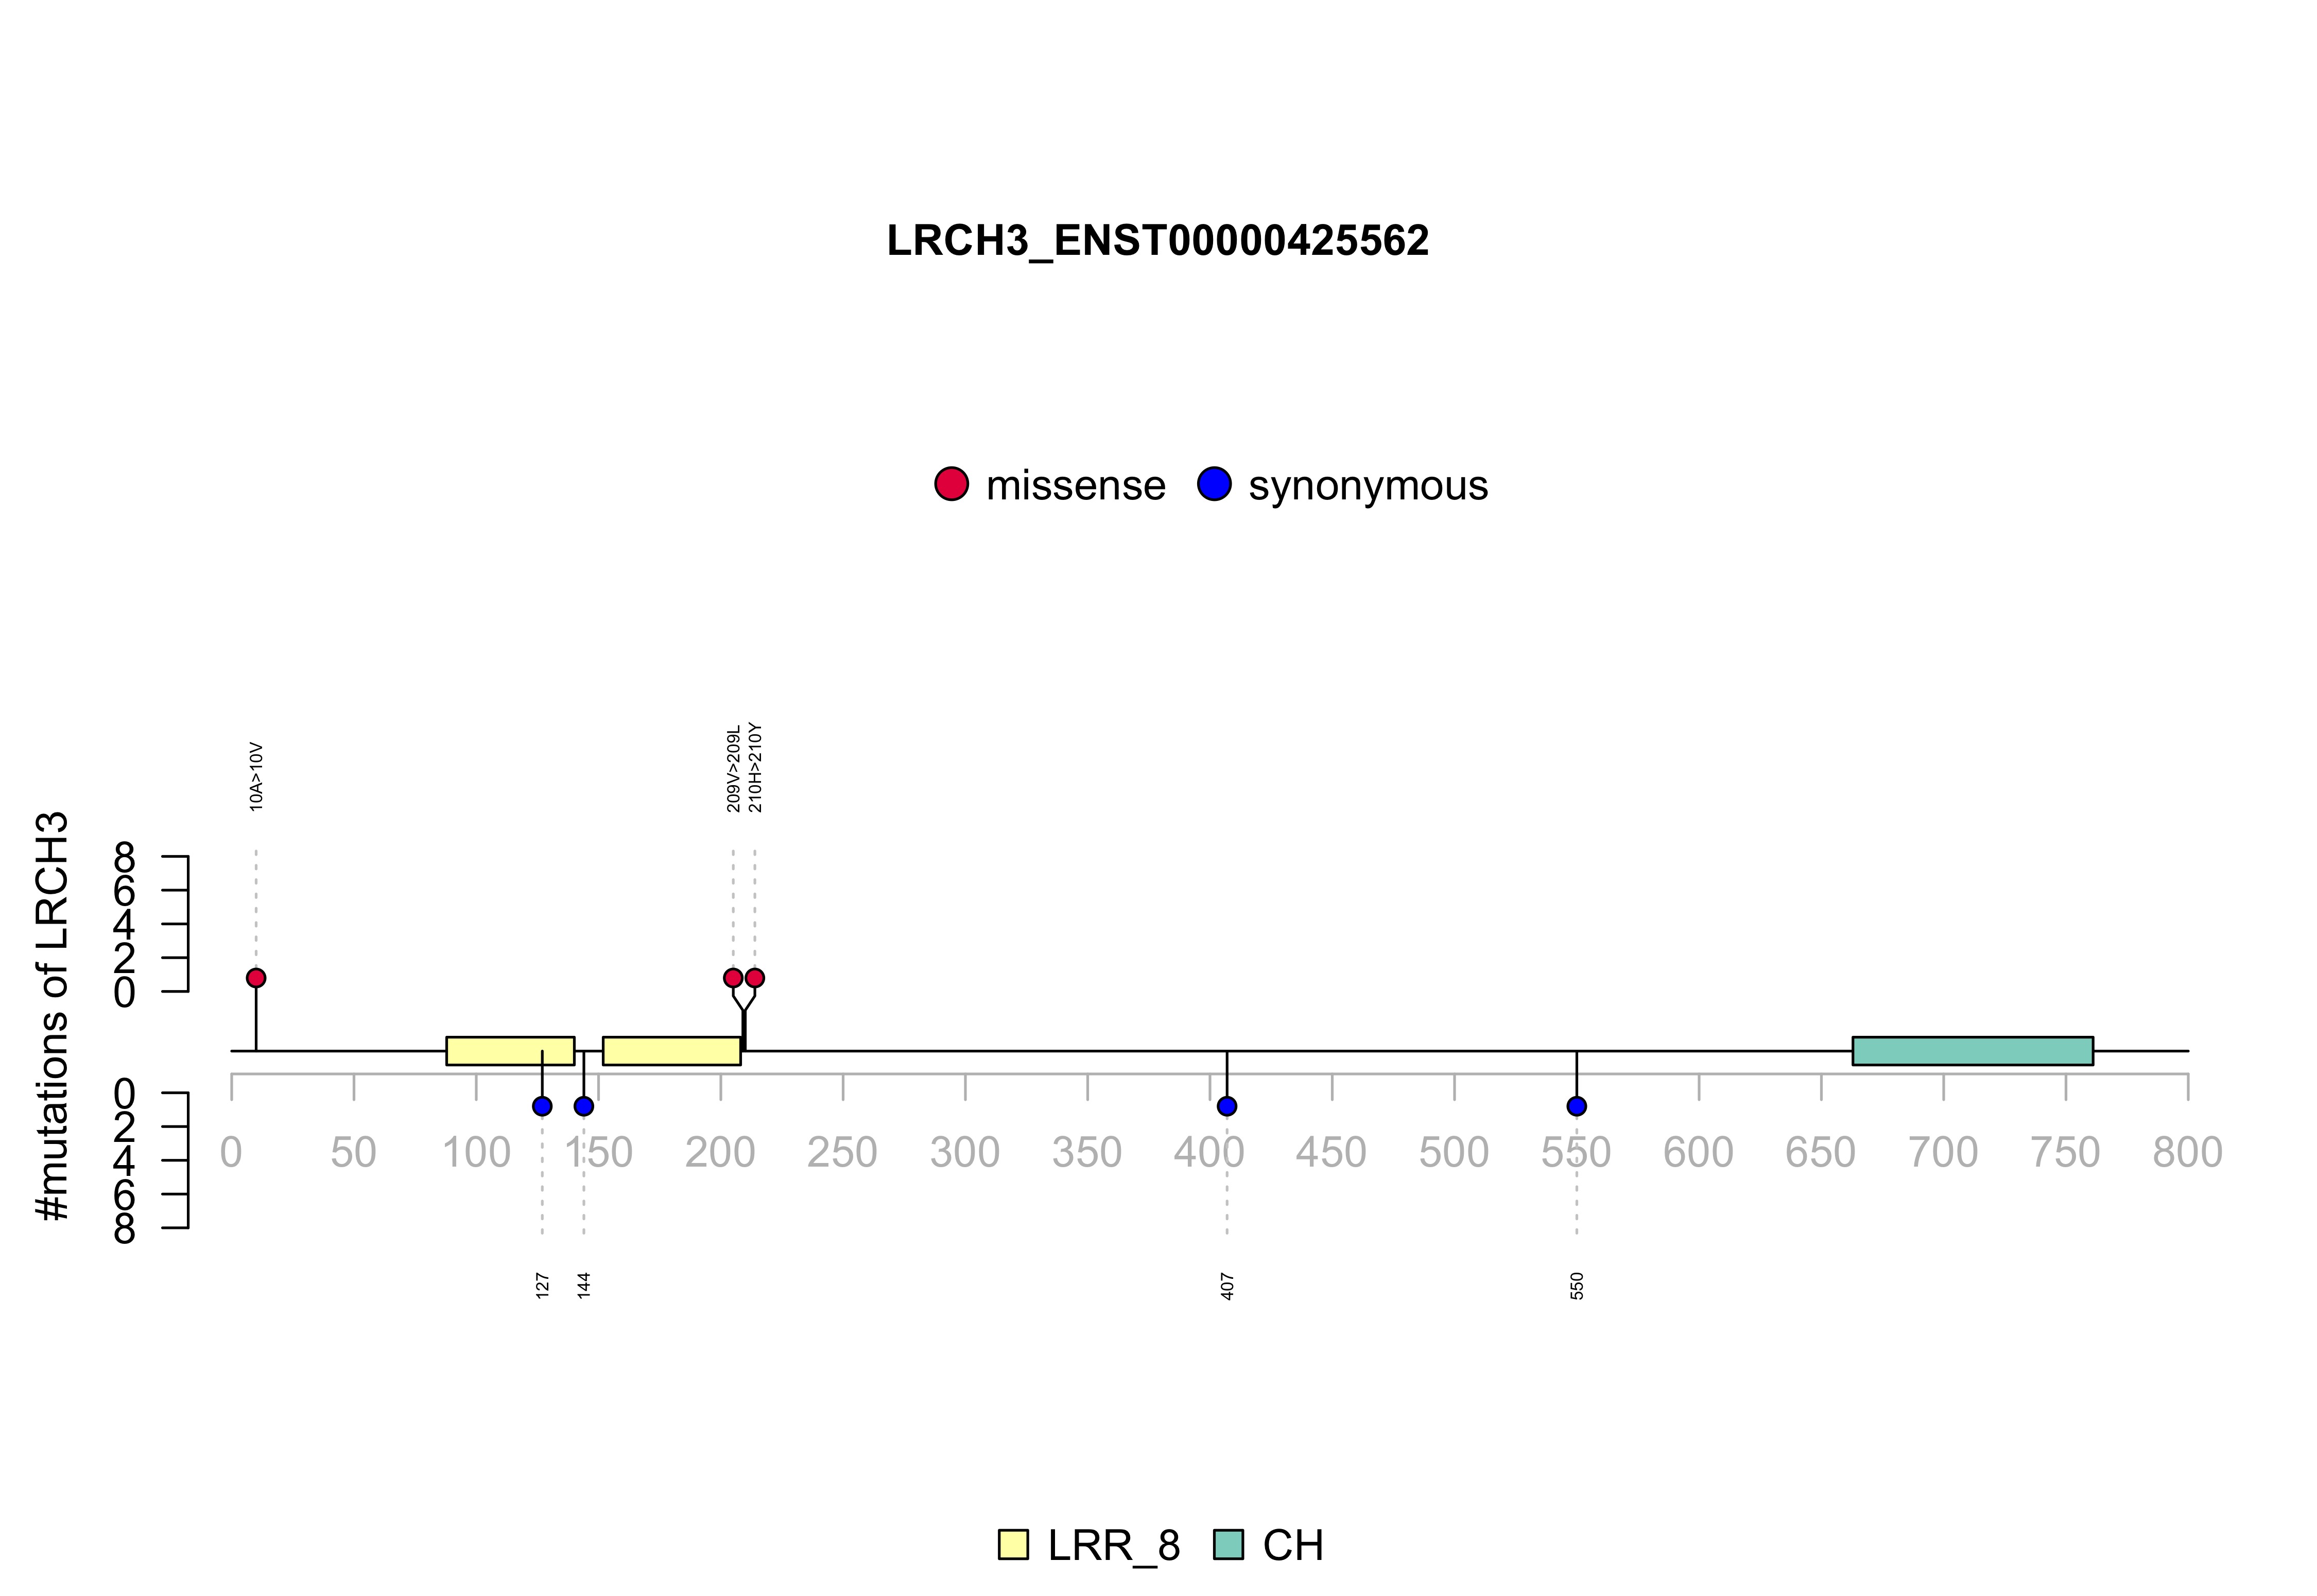 LRCH3_ENST00000425562
missense synonymous
10A>10V 209V>209L 210H>210Y
#mutations of LRCH3
8
6
4
2
0
0
2
4
6
8
0 50 100 150 200 250 300 350 400 450 500 550 600 650 700 750 800
127 144 407 550
LRR_8 CH